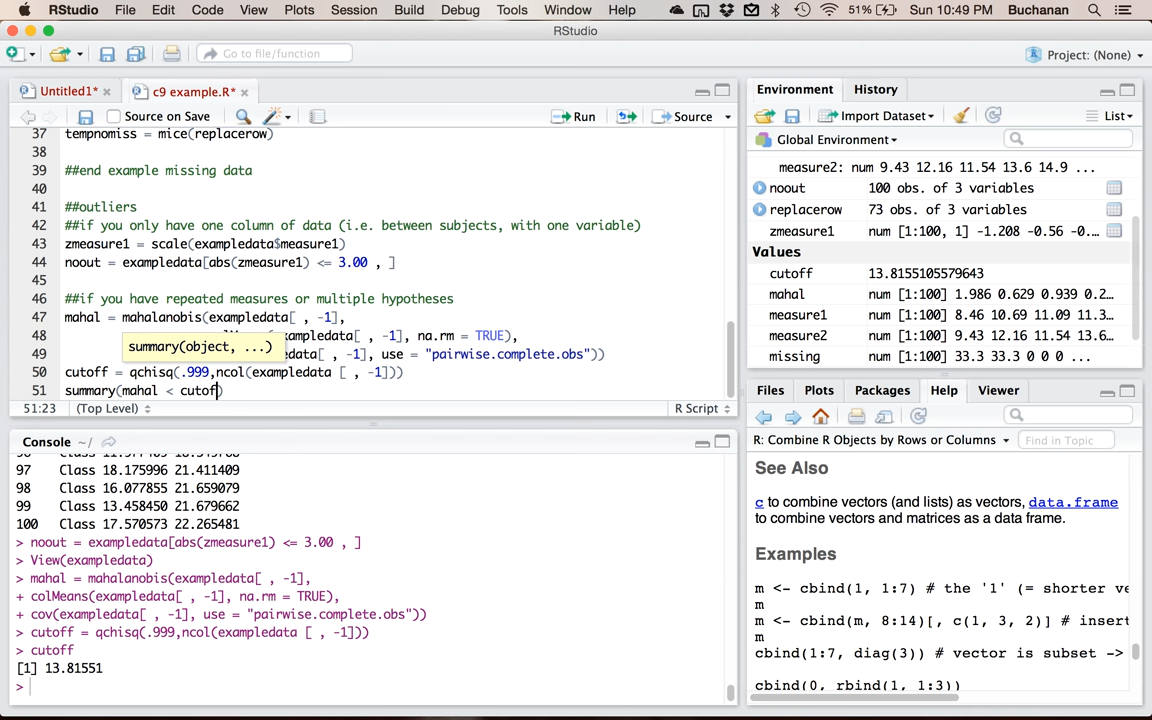 RStudio File Edit Code View Plots Session Build Debug Tools Window Help 51% Sun 10:49 PM Buchanan
RStudio
Go to file/function Project: (None)
Untitled1* c9 example.R*
Source on Save Run Source
37 tempnomiss = mice(replacerow)
38
39 ##end example missing data
40
41 ##outliers
42 ##if you only have one column of data (i.e. between subjects, with one variable)
43 zmeasure1 = scale(exampledata$measure1)
44 noout = exampledata[abs(zmeasure1) <= 3.00 , ]
45
46 ##if you have repeated measures or multiple hypotheses
47 mahal = mahalanobis(exampledata[ , -1],
48 xampledata[ , -1], na.rm = TRUE),
49 edata[ , -1], use = "pairwise.complete.obs"))
summary(object, ...)
50 cutoff = qchisq(.999,ncol(exampledata [ , -1]))
51 summary(mahal < cutof)
51:23 (Top Level) R Script
Console ~/
97 Class 18.175996 21.411409
98 Class 16.077855 21.659079
99 Class 13.458450 21.679662
100 Class 17.570573 22.265481
> noout = exampledata[abs(zmeasure1) <= 3.00 , ]
> View(exampledata)
> mahal = mahalanobis(exampledata[ , -1],
+ colMeans(exampledata[ , -1], na.rm = TRUE),
+ cov(exampledata[ , -1], use = "pairwise.complete.obs"))
> cutoff = qchisq(.999,ncol(exampledata [ , -1]))
> cutoff
[1] 13.81551
>
Environment History
Import Dataset List
Global Environment
measure2: num 9.43 12.16 11.54 13.6 14.9 ...
noout 100 obs. of 3 variables
replacerow 73 obs. of 3 variables
zmeasure1 num [1:100, 1] -1.208 -0.56 -0...
Values
cutoff 13.8155105579643
mahal num [1:100] 1.986 0.629 0.939 0.2...
measure1 num [1:100] 8.46 10.69 11.09 11.3...
measure2 num [1:100] 9.43 12.16 11.54 13.6...
missing num [1:100] 33.3 33.3 0 0 0 ...
Files Plots Packages Help Viewer
R: Combine R Objects by Rows or Columns Find in Topic
See Also
c to combine vectors (and lists) as vectors, data.frame
to combine vectors and matrices as a data frame.
Examples
m <- cbind(1, 1:7) # the '1' (= shorter ve
m
m <- cbind(m, 8:14)[, c(1, 3, 2)] # insert
m
cbind(1:7, diag(3)) # vector is subset ->
cbind(0, rbind(1, 1:3))